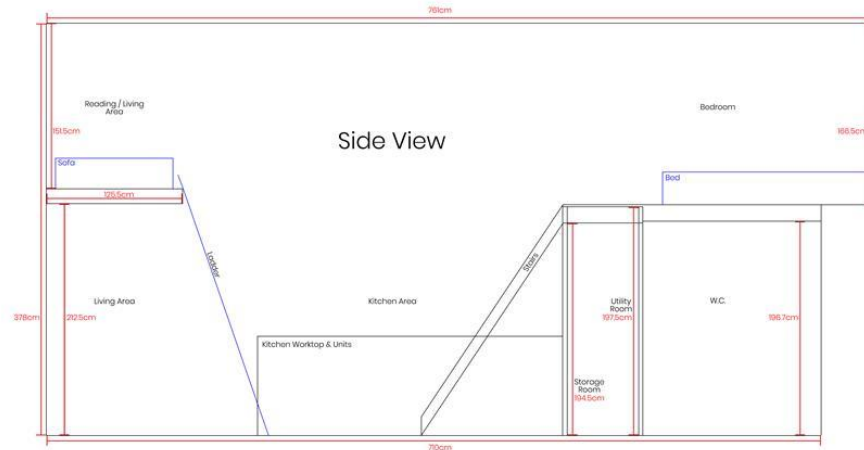 761cm
Reading / Living
Area
Bedroom
151.5cm
168.5cm
Side View
Sofa
Bed
125.5cm
Ladder
Stairs
Living Area
Kitchen Area
Utility
Room
W.C.
378cm
212.5cm
197.5cm
196.7cm
Kitchen Worktop & Units
Storage
Room
194.5cm
710cm